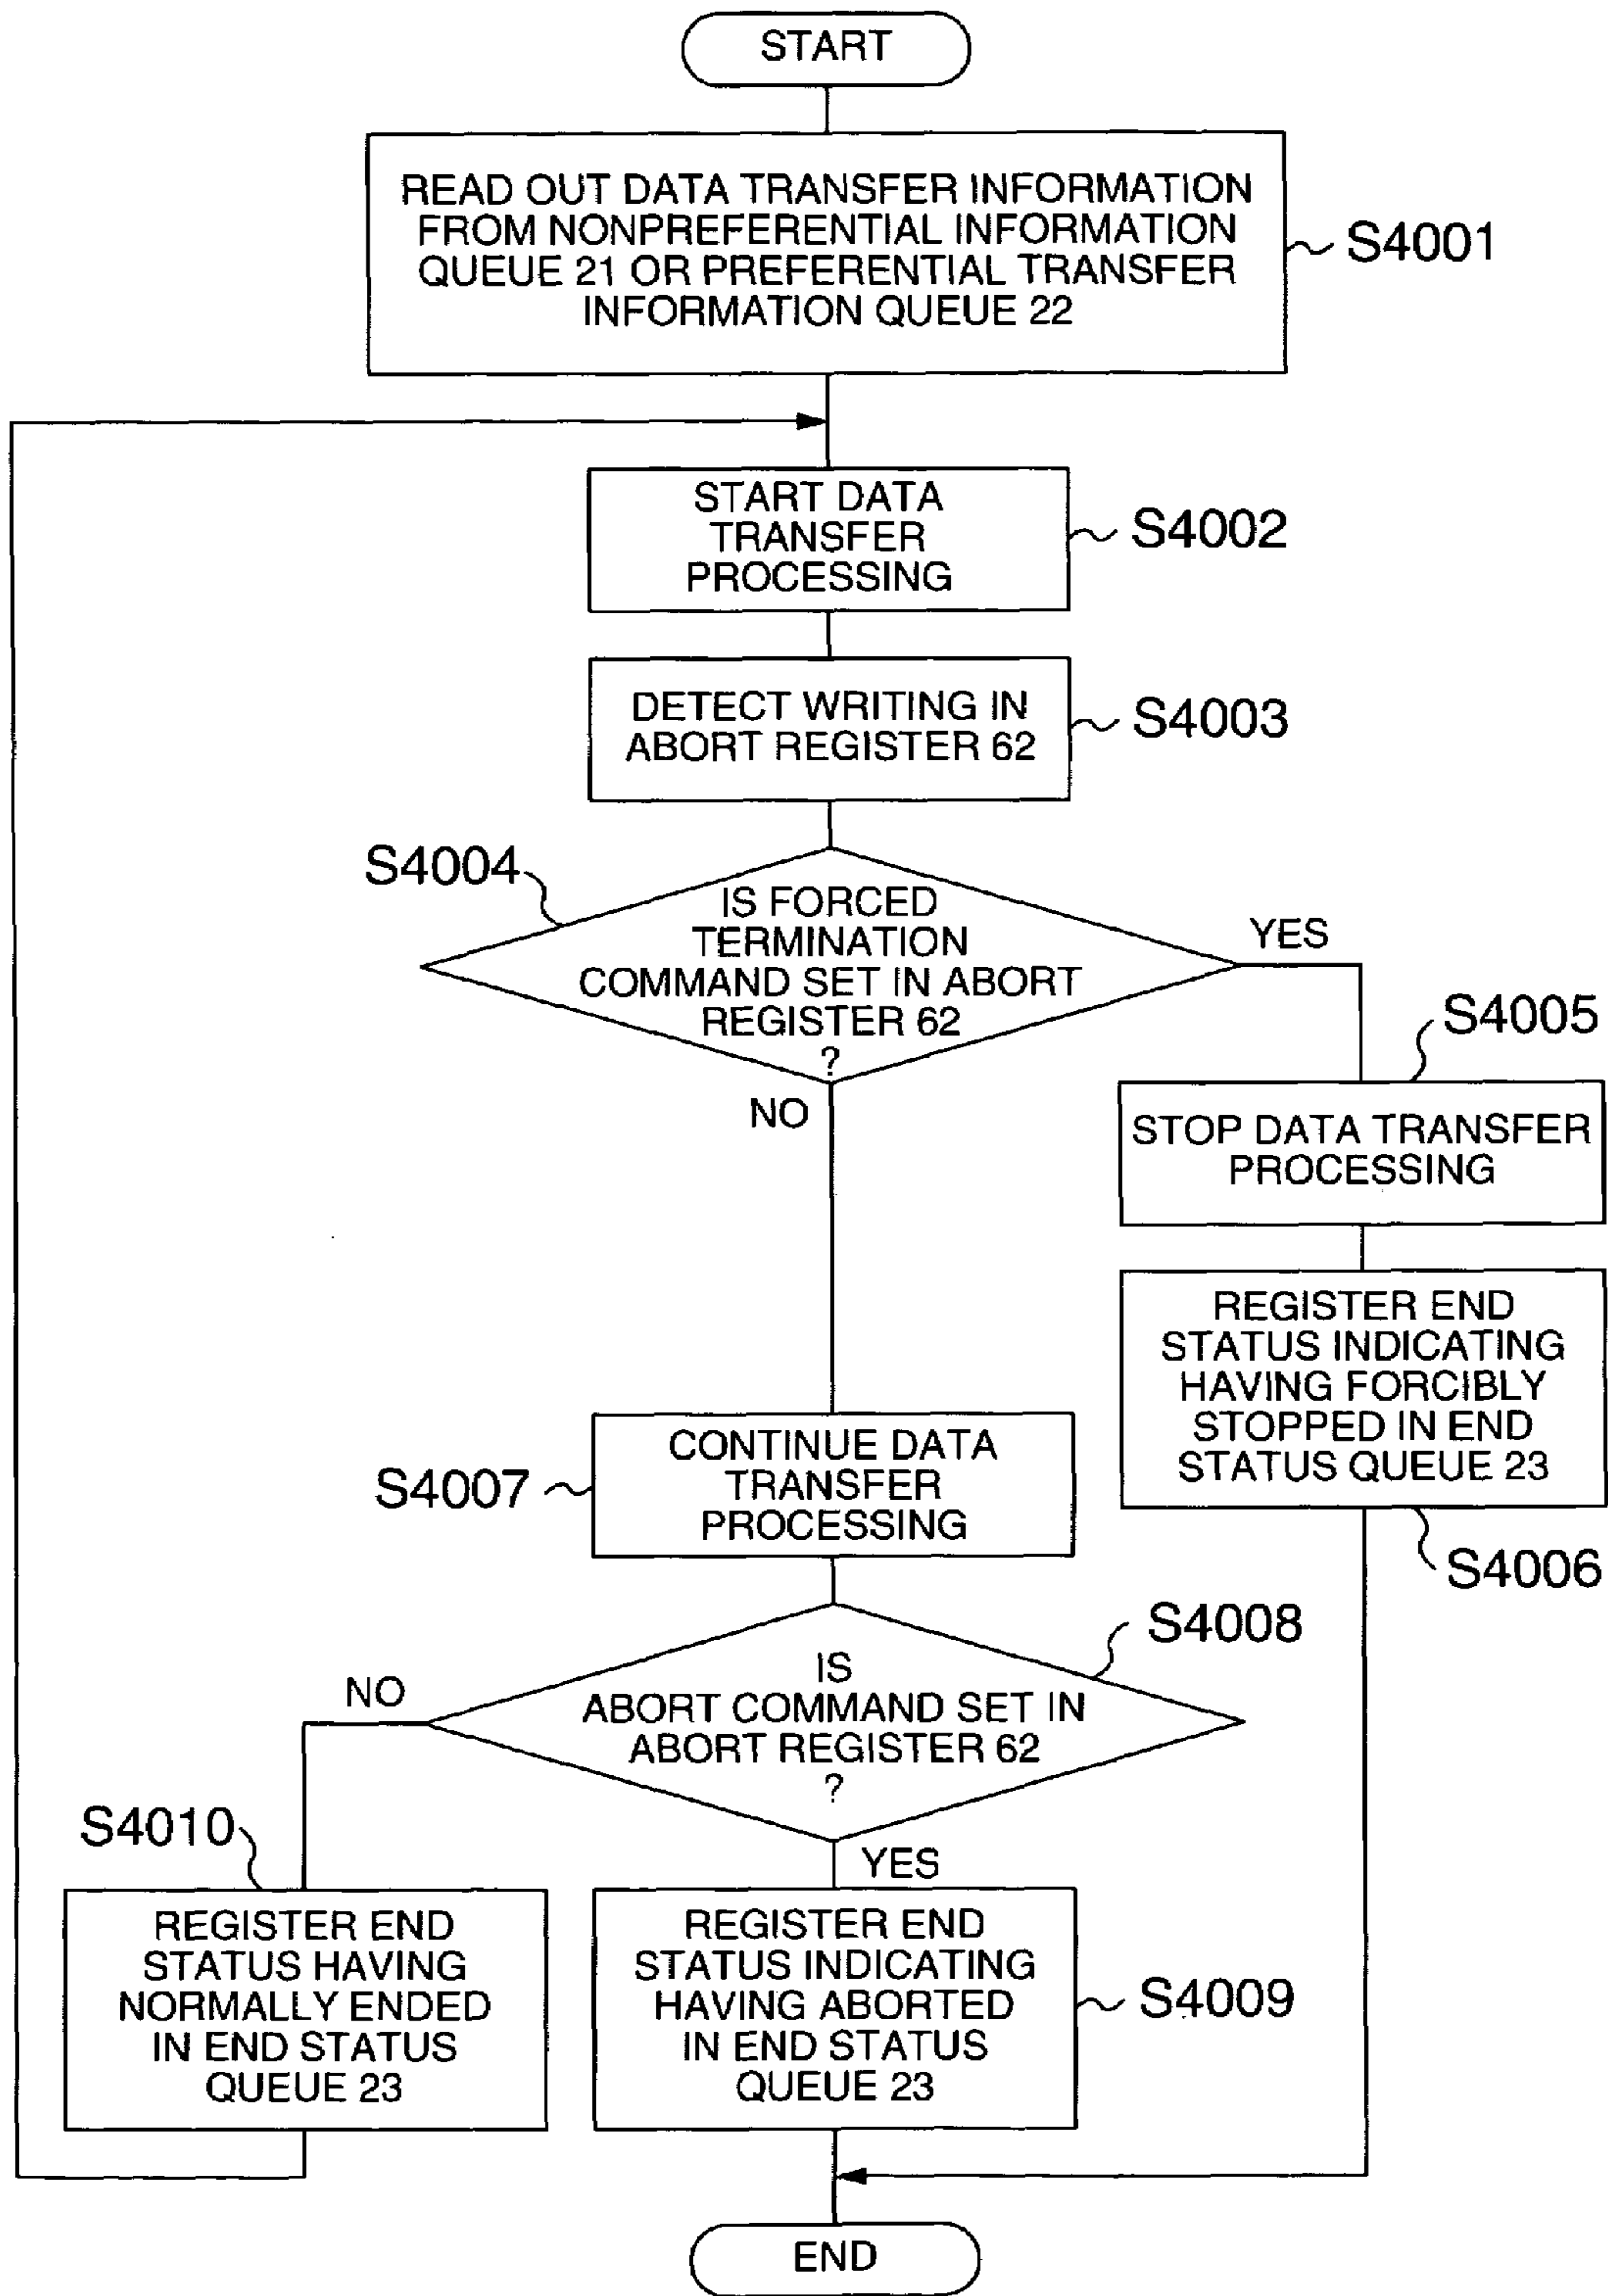 START
READ OUT DATA TRANSFER INFORMATION
FROM NONPREFERENTIAL INFORMATION
QUEUE 21 OR PREFERENTIAL TRANSFER
INFORMATION QUEUE 22
S4001
START DATA
TRANSFER
PROCESSING
S4002
DETECT WRITING IN
ABORT REGISTER 62
S4003
S4004
IS FORCED
TERMINATION
COMMAND SET IN ABORT
REGISTER 62
?
YES
NO
S4005
STOP DATA TRANSFER
PROCESSING
REGISTER END
STATUS INDICATING
HAVING FORCIBLY
STOPPED IN END
STATUS QUEUE 23
S4006
S4007
CONTINUE DATA
TRANSFER
PROCESSING
S4008
IS
ABORT COMMAND SET IN
ABORT REGISTER 62
?
NO
YES
S4010
REGISTER END
STATUS HAVING
NORMALLY ENDED
IN END STATUS
QUEUE 23
REGISTER END
STATUS INDICATING
HAVING ABORTED
IN END STATUS
QUEUE 23
S4009
END